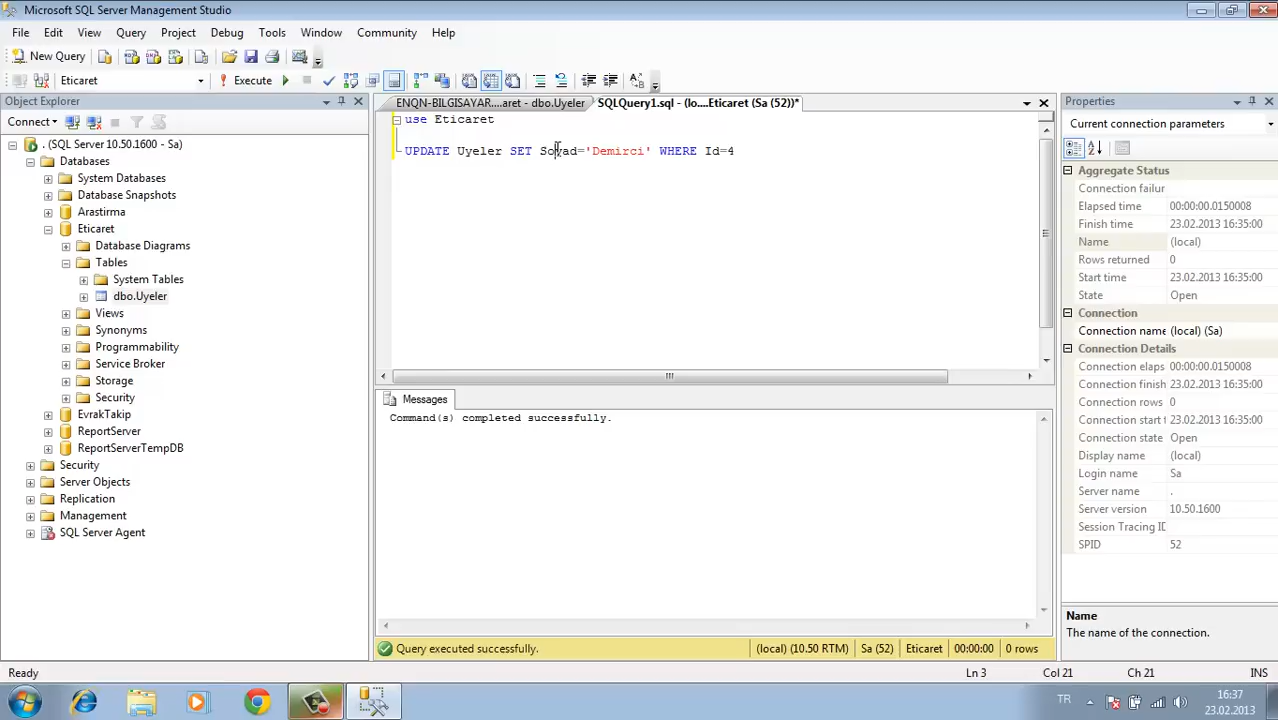 Microsoft SQL Server Management Studio
File Edit View Query Project Debug Tools Window Community Help
New Query
Eticaret Execute
Object Explorer
Connect
. (SQL Server 10.50.1600 - Sa)
Databases
System Databases
Database Snapshots
Arastirma
Eticaret
Database Diagrams
Tables
System Tables
dbo.Uyeler
Views
Synonyms
Programmability
Service Broker
Storage
Security
EvrakTakip
ReportServer
ReportServerTempDB
Security
Server Objects
Replication
Management
SQL Server Agent
ENQN-BILGISAYAR....aret - dbo.Uyeler SQLQuery1.sql - (lo....Eticaret (Sa (52))*
use Eticaret
UPDATE Uyeler SET Soyad='Demirci' WHERE Id=4
Messages
Command(s) completed successfully.
Query executed successfully. (local) (10.50 RTM) Sa (52) Eticaret 00:00:00 0 rows
Properties
Current connection parameters
Aggregate Status
Connection failur
Elapsed time 00:00:00.0150008
Finish time 23.02.2013 16:35:00
Name (local)
Rows returned 0
Start time 23.02.2013 16:35:00
State Open
Connection
Connection name (local) (Sa)
Connection Details
Connection elaps 00:00:00.0150008
Connection finish 23.02.2013 16:35:00
Connection rows 0
Connection start t 23.02.2013 16:35:00
Connection state Open
Display name (local)
Login name Sa
Server name .
Server version 10.50.1600
Session Tracing ID
SPID 52
Name
The name of the connection.
Ready Ln 3 Col 21 Ch 21 INS
TR 16:37
23.02.2013